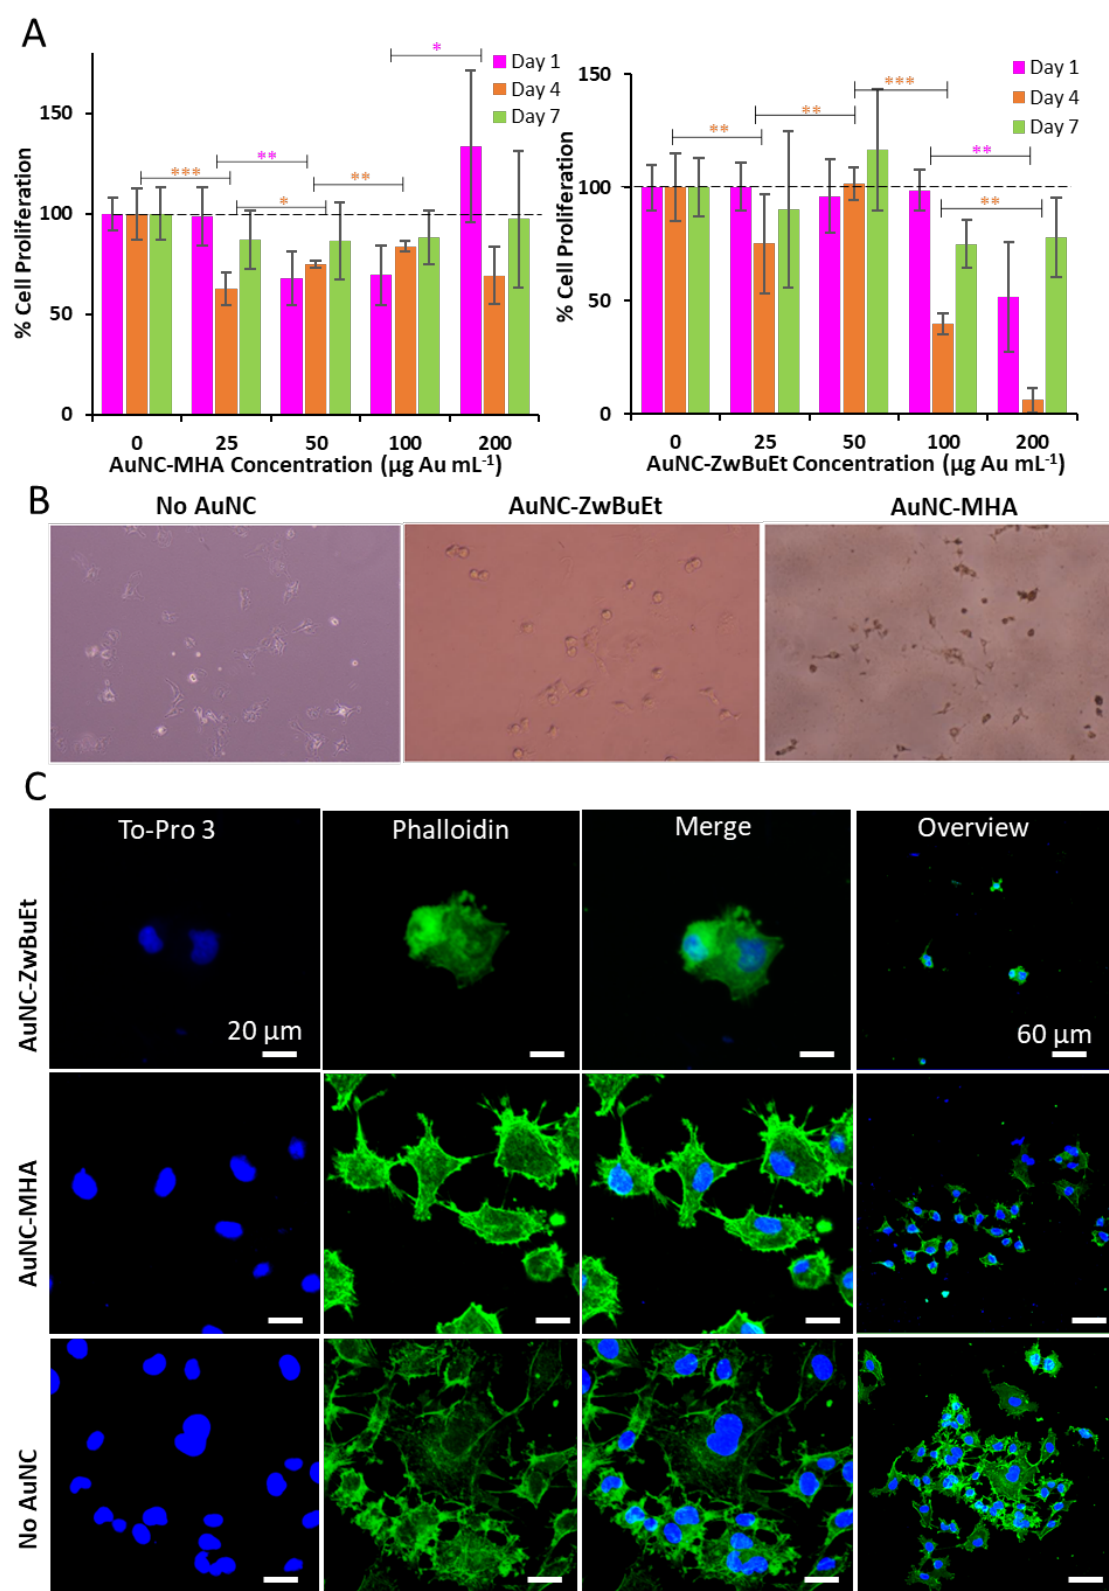 A
% Cell Proliferation
150
100
50
0
*
***
**
*
**
Day 1
Day 4
Day 7
0 25 50 100 200
AuNC-MHA Concentration (µg Au mL⁻¹)
% Cell Proliferation
150
100
50
0
**
**
***
**
**
Day 1
Day 4
Day 7
0 25 50 100 200
AuNC-ZwBuEt Concentration (µg Au mL⁻¹)
B
No AuNC
AuNC-ZwBuEt
AuNC-MHA
C
To-Pro 3
Phalloidin
Merge
Overview
AuNC-ZwBuEt
20 µm
60 µm
AuNC-MHA
No AuNC